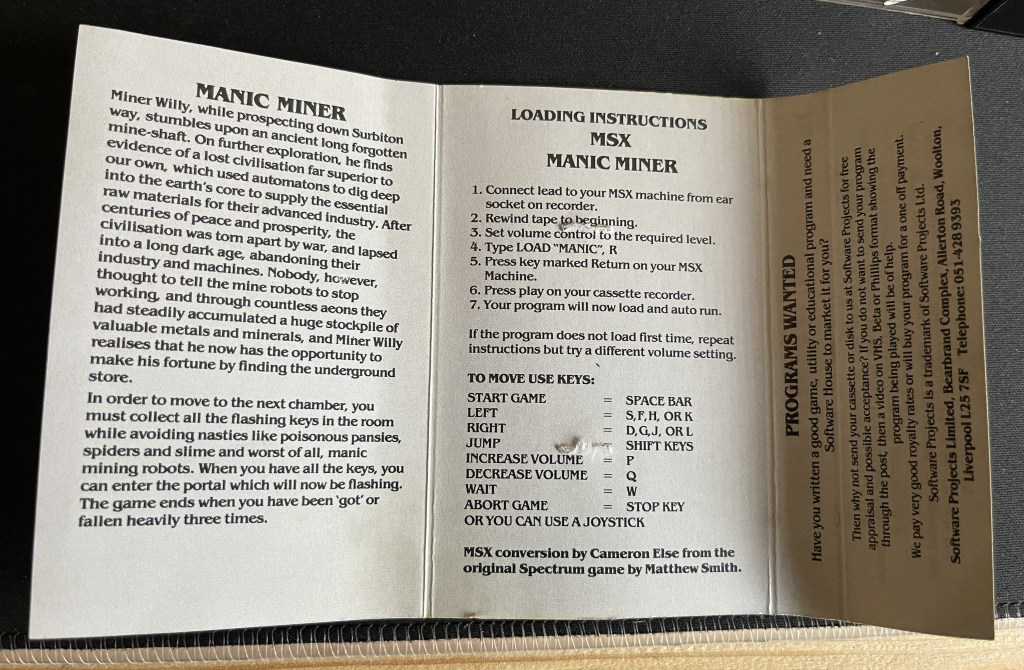 MANIC MINER
Miner Willy, while prospecting down Surbiton
way, stumbles upon an ancient long forgotten
mine-shaft. On further exploration, he finds
evidence of a lost civilisation far superior to
our own, which used automatons to dig deep
into the earth's core to supply the essential
raw materials for their advanced industry. After
centuries of peace and prosperity, the
civilisation was torn apart by war, and lapsed
into a long dark age, abandoning their
industry and machines. Nobody, however,
thought to tell the mine robots to stop
working, and through countless aeons they
had steadily accumulated a huge stockpile of
valuable metals and minerals, and Miner Willy
realises that he now has the opportunity to
make his fortune by finding the underground
store.
In order to move to the next chamber, you
must collect all the flashing keys in the room
while avoiding nasties like poisonous pansies,
spiders and slime and worst of all, manic
mining robots. When you have all the keys, you
can enter the portal which will now be flashing.
The game ends when you have been 'got' or
fallen heavily three times.
LOADING INSTRUCTIONS
MSX
MANIC MINER
1. Connect lead to your MSX machine from ear
socket on recorder.
2. Rewind tape to beginning.
3. Set volume control to the required level.
4. Type LOAD "MANIC", R
5. Press key marked Return on your MSX
Machine.
6. Press play on your cassette recorder.
7. Your program will now load and auto run.
If the program does not load first time, repeat
instructions but try a different volume setting.
TO MOVE USE KEYS:
START GAME = SPACE BAR
LEFT = S,F,H, OR K
RIGHT = D,G,J, OR L
JUMP = SHIFT KEYS
INCREASE VOLUME = P
DECREASE VOLUME = Q
WAIT = W
ABORT GAME = STOP KEY
OR YOU CAN USE A JOYSTICK
MSX conversion by Cameron Else from the
original Spectrum game by Matthew Smith.
PROGRAMS WANTED
Have you written a good game, utility or educational program and need a
Software House to market it for you?
Then why not send your cassette or disk to us at Software Projects for free
appraisal and possible acceptance? If you do not want to send your program
through the post, then a video on VHS, Beta or Phillips format showing the
program being played will be of help.
We pay very good royalty rates or will buy your program for a one off payment.
Software Projects is a trademark of Software Projects Ltd.
Software Projects Limited, Bearbrand Complex, Allerton Road, Woolton,
Liverpool L25 7SF Telephone: 051-428 9393